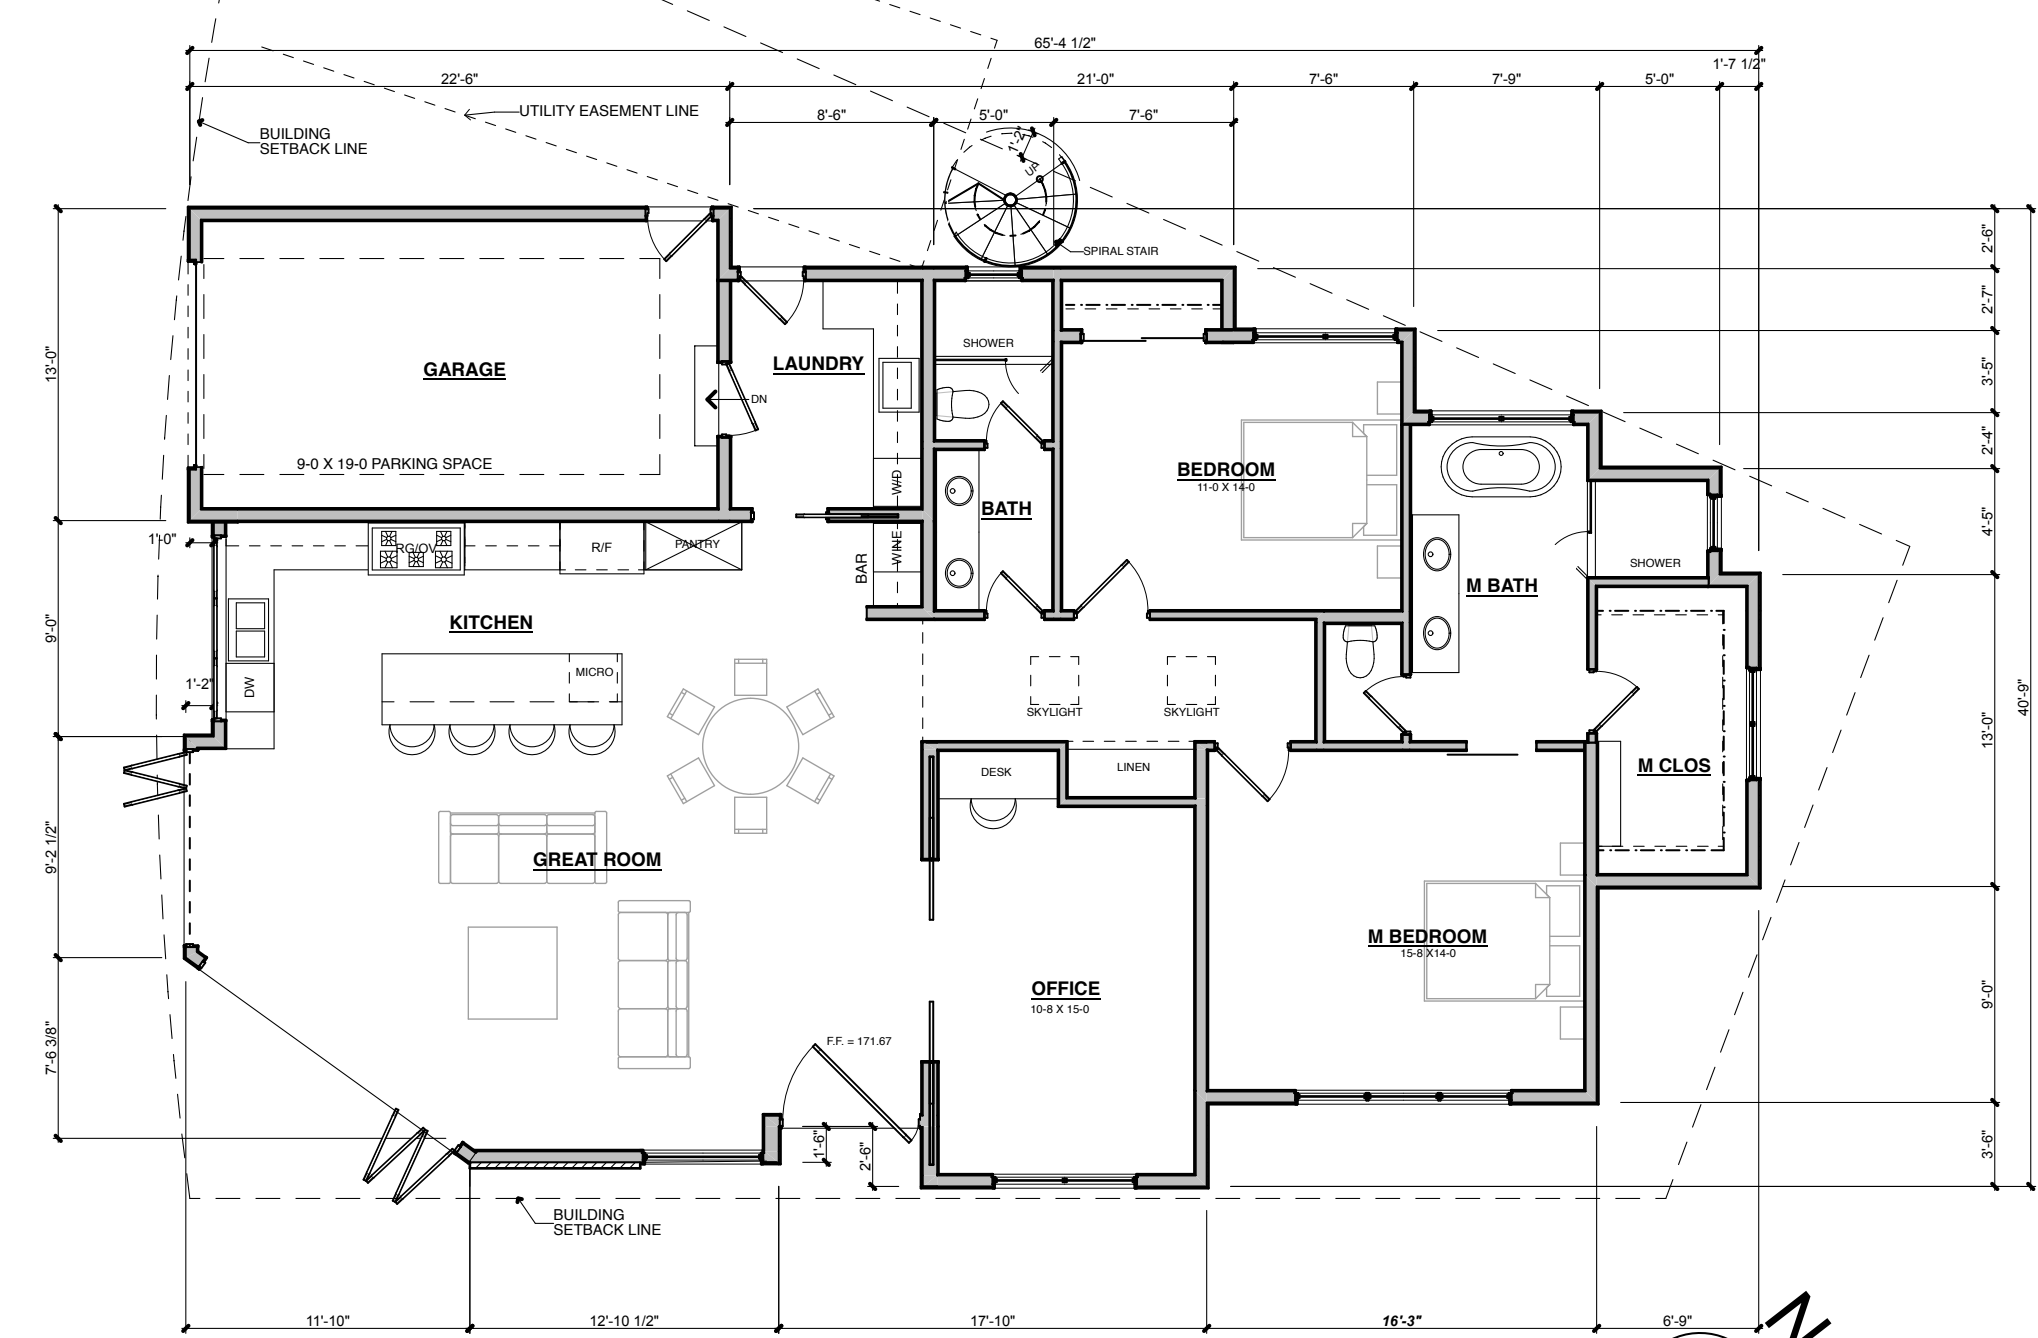 65'-4 1/2"
1'-7 1/2"
22'-6"
21'-0"
7'-6"
7'-9"
5'-0"
UTILITY EASEMENT LINE
8'-6"
5'-0"
7'-6"
BUILDING
SETBACK LINE
1'-2"
UP
SPIRAL STAIR
2'-6"
2'-7"
13'-0"
GARAGE
LAUNDRY
SHOWER
3'-5"
DN
2'-4"
9-0 X 19-0 PARKING SPACE
W/D
BATH
BEDROOM
11-0 X 14-0
4'-5"
1'-0"
RG/OV
R/F
PANTRY
BAR
WINE
SHOWER
M BATH
9'-0"
KITCHEN
MICRO
1'-2"
DW
SKYLIGHT
SKYLIGHT
40'-9"
13'-0"
DESK
LINEN
M CLOS
9'-2 1/2"
GREAT ROOM
M BEDROOM
15-8 X14-0
OFFICE
10-8 X 15-0
9'-0"
7'-6 3/8"
F.F. = 171.67
1'-6"
2'-6"
3'-6"
BUILDING
SETBACK LINE
11'-10"
12'-10 1/2"
17'-10"
16'-3"
6'-9"
N